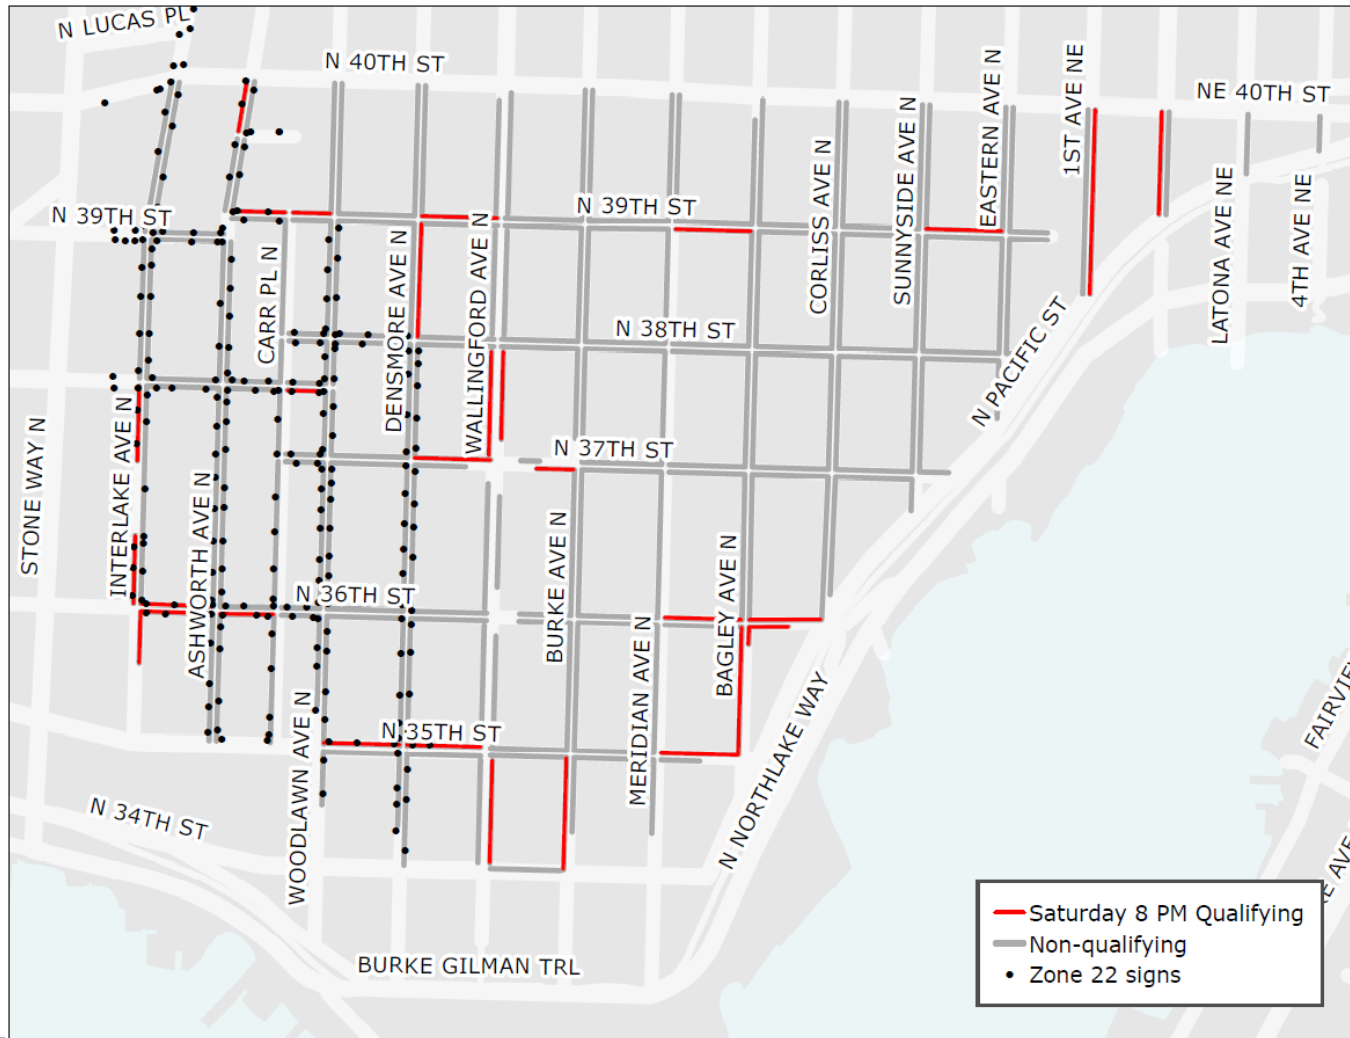 N LUCAS PL
N 40TH ST
NE 40TH ST
N 39TH ST
N 39TH ST
CARR PL N
DENSMORE AVE N
WALLINGFORD AVE N
CORLISS AVE N
SUNNYSIDE AVE N
EASTERN AVE N
1ST AVE NE
LATONA AVE NE
4TH AVE NE
N 38TH ST
N PACIFIC ST
STONE WAY N
INTERLAKE AVE N
ASHWORTH AVE N
N 37TH ST
N 36TH ST
BURKE AVE N
MERIDIAN AVE N
BAGLEY AVE N
WOODLAWN AVE N
N 35TH ST
N NORTHLAKE WAY
N 34TH ST
BURKE GILMAN TRL
FAIRVIEW
Saturday 8 PM Qualifying
Non-qualifying
Zone 22 signs